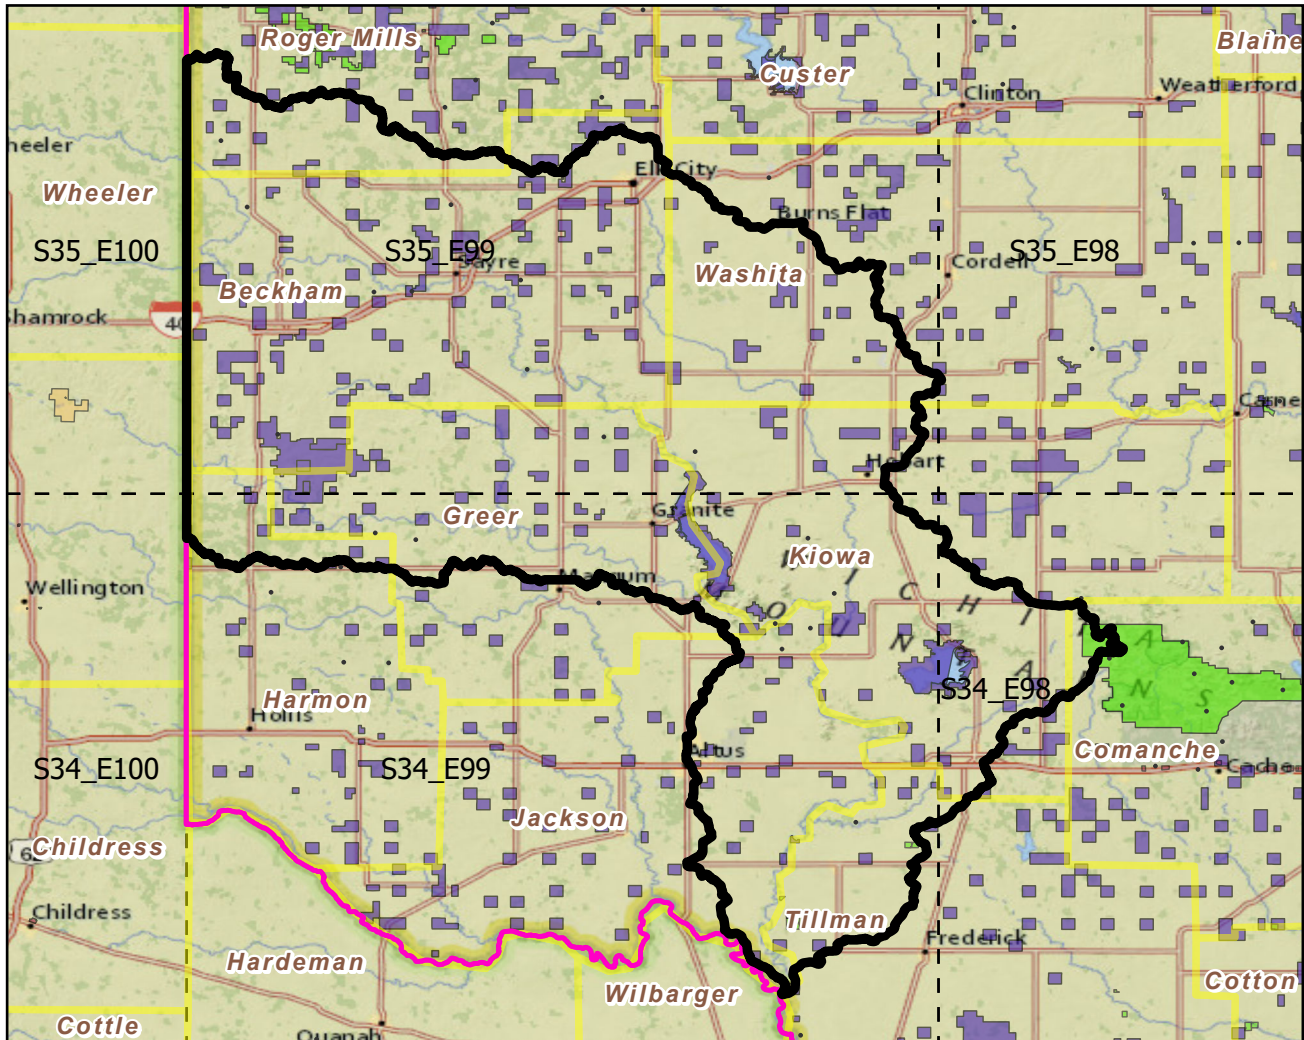 Roger Mills
Blaine
Custer
Weatherford
Clinton
heeler
Elk City
Wheeler
Burns Flat
S35_E100
S35_E99
S35_E98
Sayre
Cordell
Washita
Beckham
Shamrock
40
Carne
Hobart
Granite
Greer
Kiowa
Wellington
Mangum
W I C H I T A
M O U N T A I N S
S34_E98
Harmon
Hollis
Altus
Comanche
S34_E100
S34_E99
Cache
Jackson
62
Childress
Childress
Tillman
Frederick
Hardeman
Wilbarger
Cotton
Cottle
Quanah